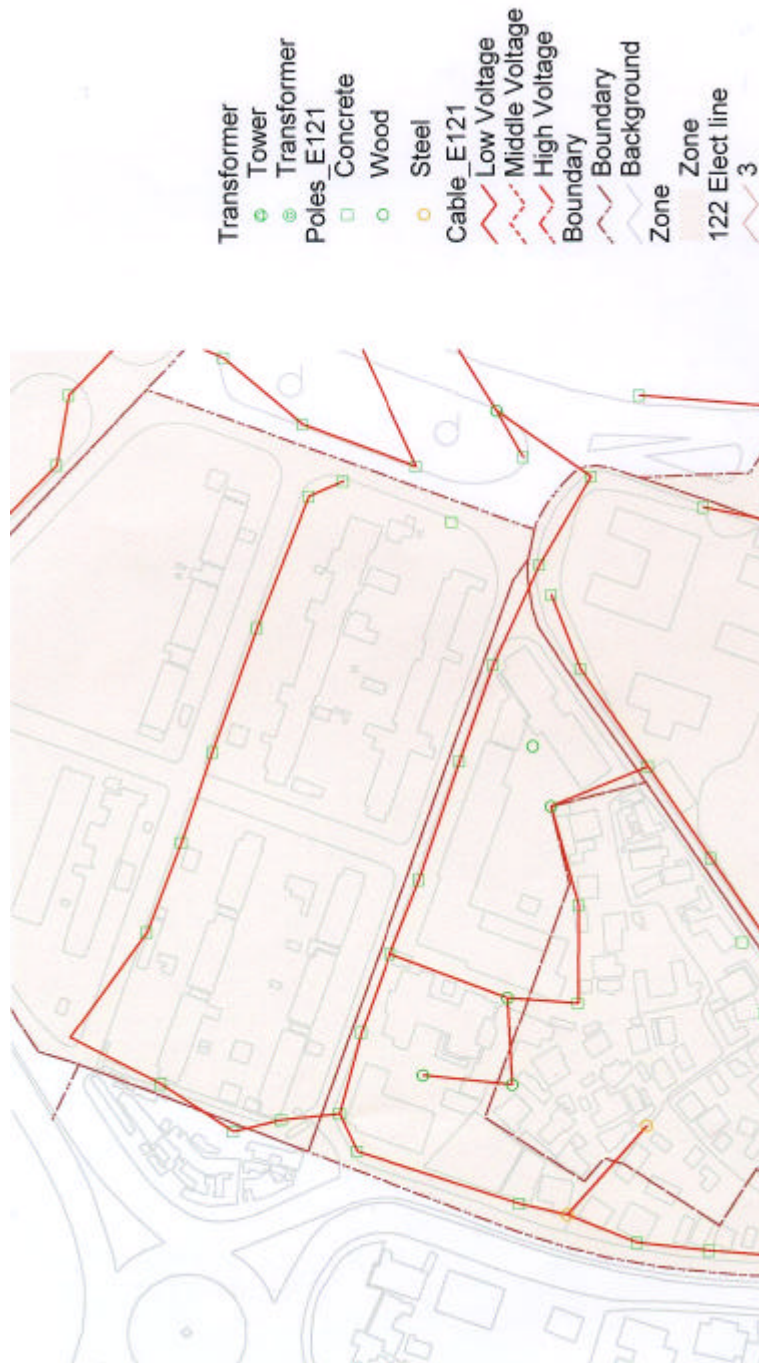 Transformer
Tower
Transformer
Poles_E121
Concrete
Wood
Steel
Cable_E121
Low Voltage
Middle Voltage
High Voltage
Boundary
Boundary
Background
Zone
Zone
122 Elect line
3